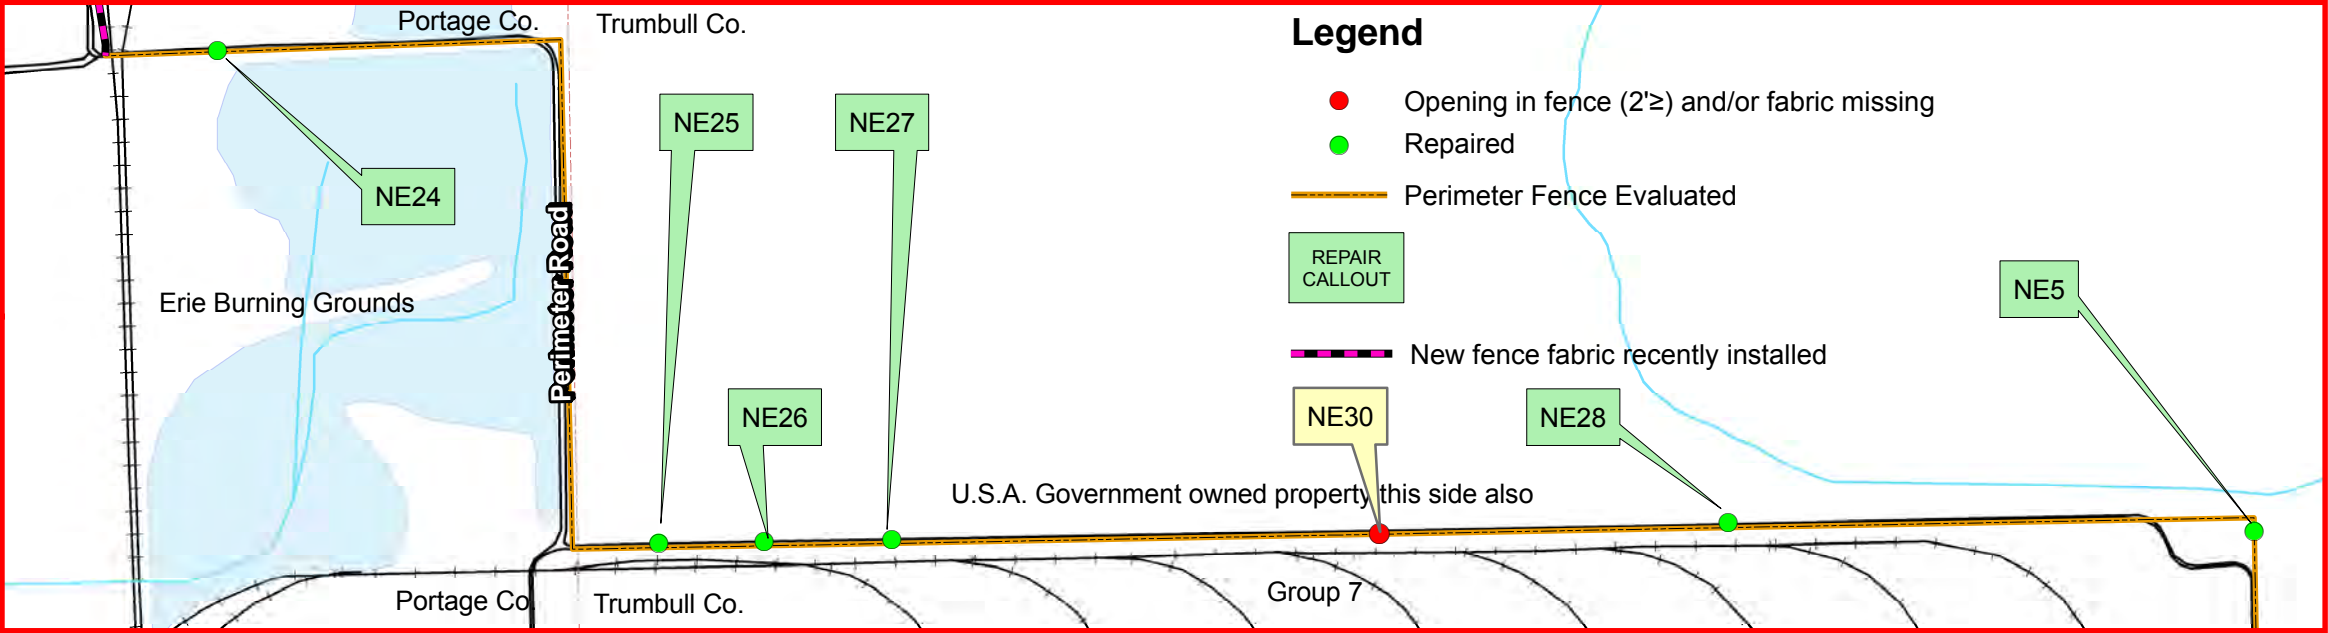 Portage Co.
Trumbull Co.
Legend
Opening in fence (2'≥) and/or fabric missing
Repaired
Perimeter Fence Evaluated
REPAIR
CALLOUT
New fence fabric recently installed
NE24
NE25
NE27
NE5
Perimeter Road
Erie Burning Grounds
NE26
NE30
NE28
U.S.A. Government owned property this side also
Group 7
Portage Co.
Trumbull Co.